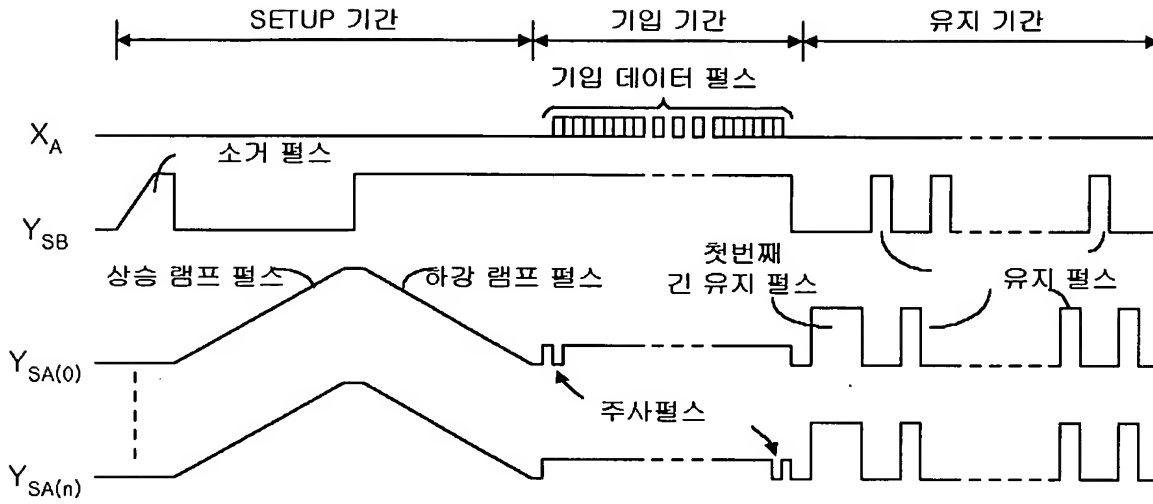 SETUP 기간
기입 기간
유지 기간
기입 데이터 펄스
X_A
소거 펄스
Y_SB
첫번째
긴 유지 펄스
상승 램프 펄스
하강 램프 펄스
유지 펄스
Y_SA(0)
주사펄스
Y_SA(n)